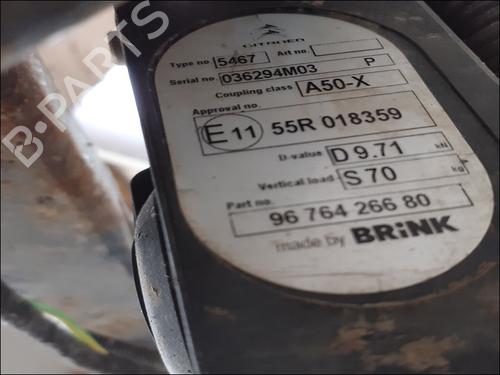 CITROËN
Type no 5467 Art no
Serial no 036294M03 P
Coupling class A50-X
Approval no.
E 11 55R 018359
D-value D 9.71 kN
Vertical load S 70 kg
Part no. 96 764 266 80
made by BRINK
B-PARTS